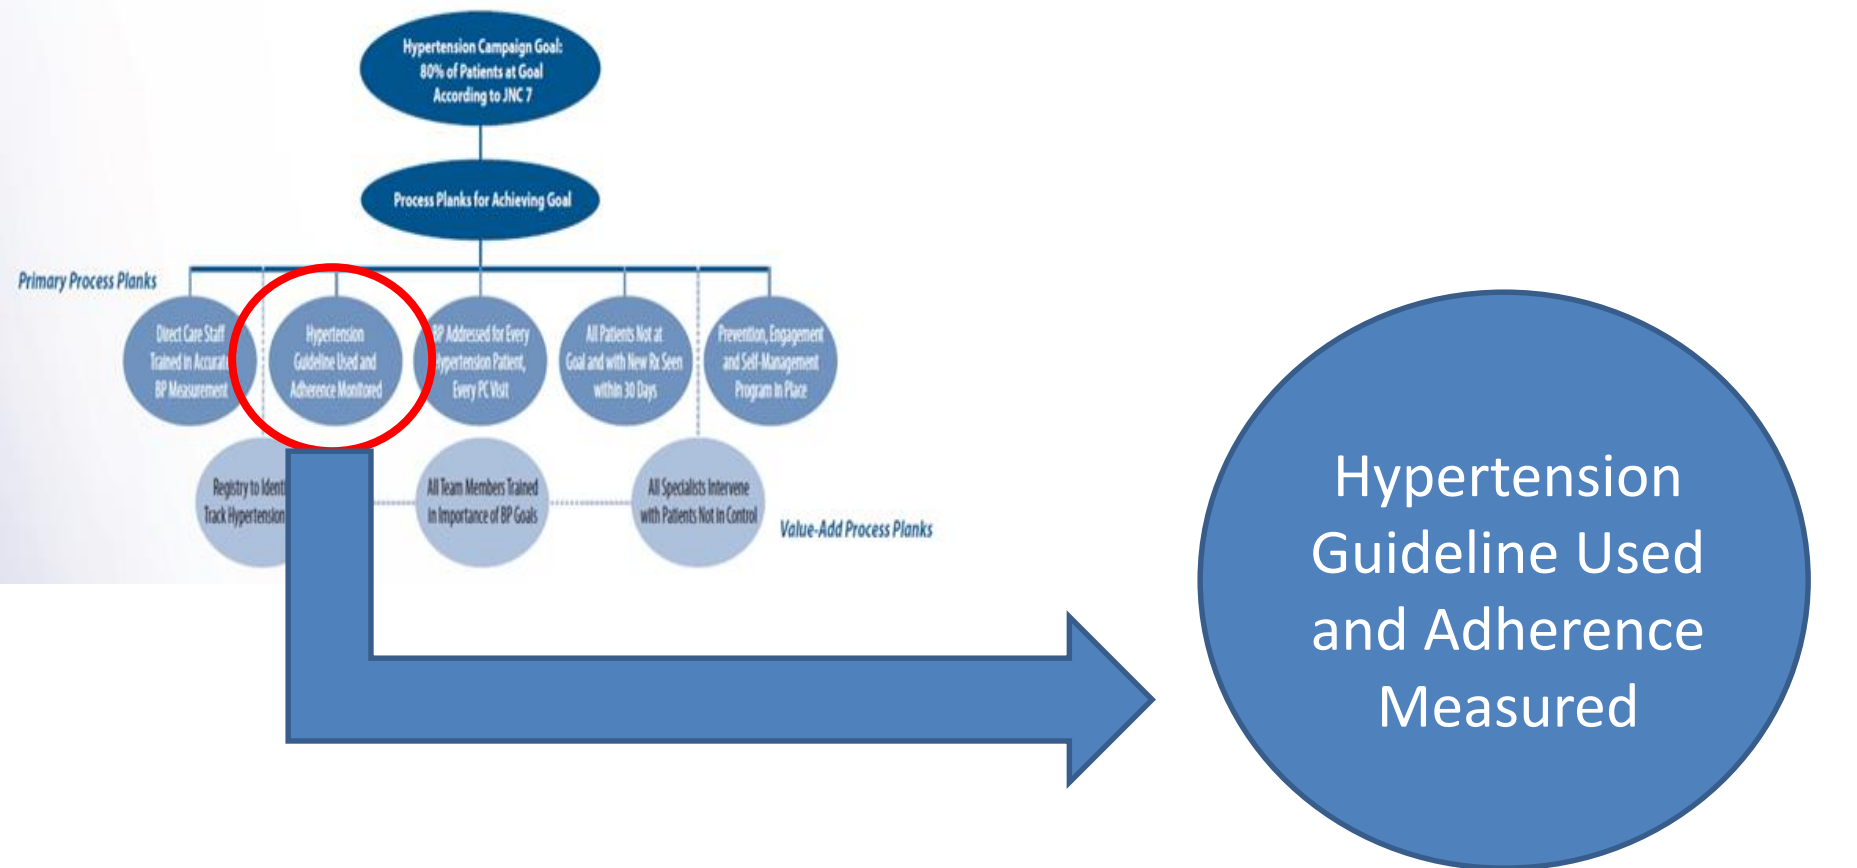 Hypertension Campaign Goal:
80% of Patients at Goal
According to JNC 7
Process Planks for Achieving Goal
Primary Process Planks
Direct Care Staff
Trained in Accurate
BP Measurement
Hypertension
Guideline Used and
Adherence Monitored
BP Addressed for Every
Hypertension Patient,
Every PC Visit
All Patients Not at
Goal and with New Rx Seen
within 30 Days
Prevention, Engagement
and Self-Management
Program in Place
Registry to
Track Hypertension
All Team Members Trained
in Importance of BP Goals
All Specialists Intervene
with Patients Not in Control
Value-Add Process Planks
Hypertension
Guideline Used
and Adherence
Measured